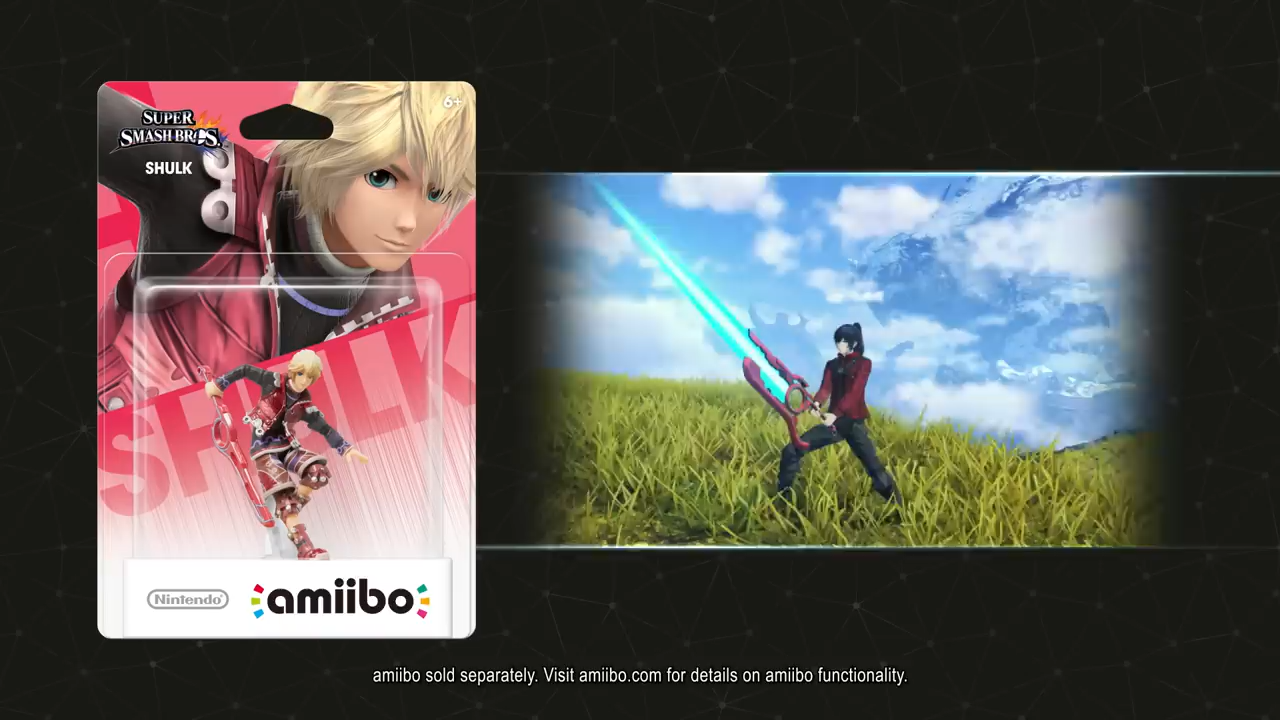 6+
SUPER
SMASH BROS.
SHULK
SHULK
Nintendo
amiibo
amiibo sold separately. Visit amiibo.com for details on amiibo functionality.